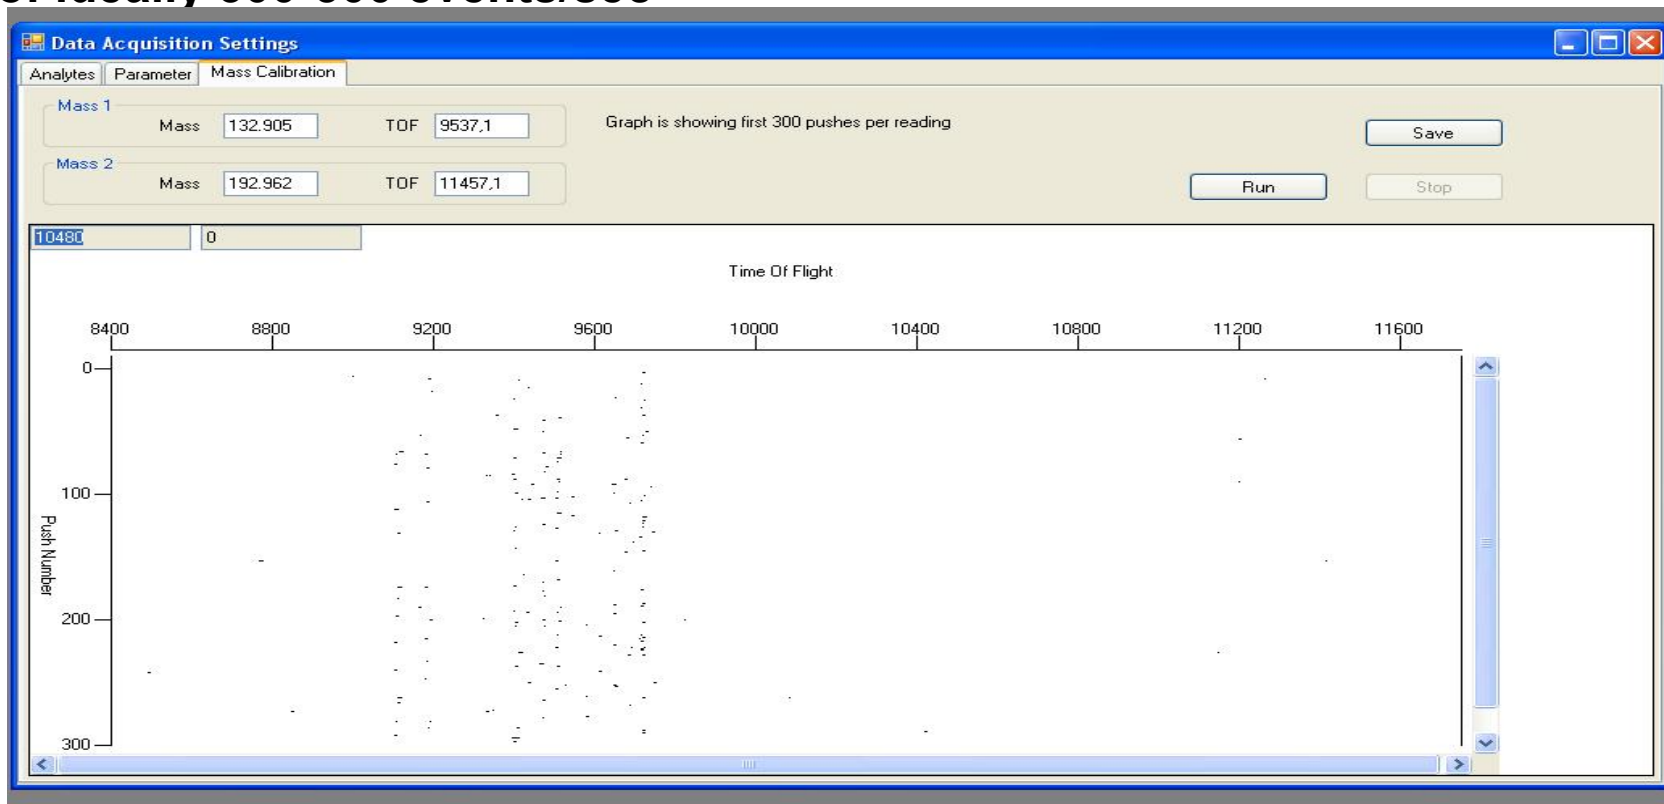 Data Acquisition Settings
Analytes Parameter Mass Calibration
Mass 1
Mass 132.905 TOF 9537,1
Graph is showing first 300 pushes per reading
Save
Mass 2
Mass 192.962 TOF 11457,1
Run Stop
10480 0
Time Of Flight
8400 8800 9200 9600 10000 10400 10800 11200 11600
0
100
Push Number
200
300